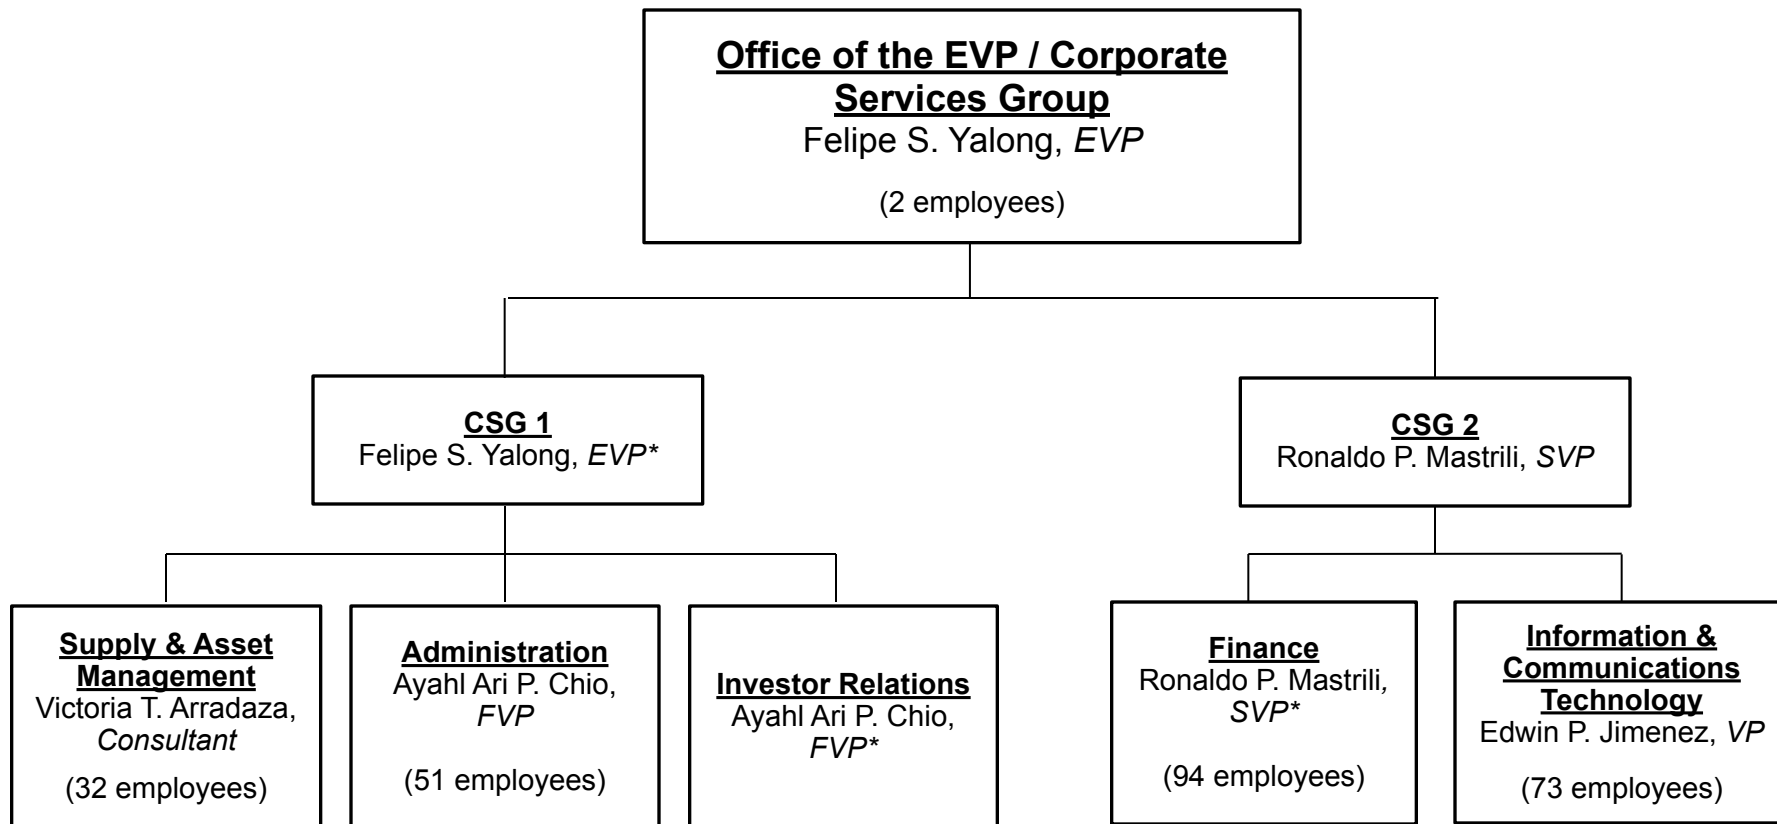 Office of the EVP / Corporate
Services Group
Felipe S. Yalong, EVP
(2 employees)
CSG 1
Felipe S. Yalong, EVP*
CSG 2
Ronaldo P. Mastrili, SVP
Supply & Asset
Management
Victoria T. Arradaza,
Consultant
(32 employees)
Administration
Ayahl Ari P. Chio,
FVP
(51 employees)
Investor Relations
Ayahl Ari P. Chio,
FVP*
Finance
Ronaldo P. Mastrili,
SVP*
(94 employees)
Information &
Communications
Technology
Edwin P. Jimenez, VP
(73 employees)